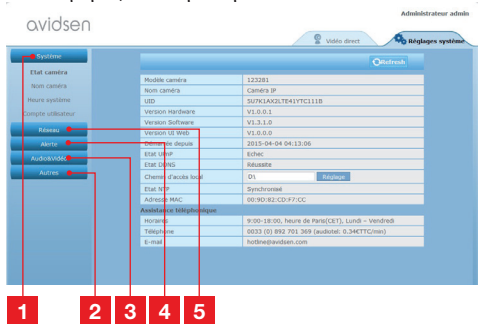 Administrateur admin
avidsen
Vidéo direct
Réglages système
Système
Refresh
Etat caméra
Nom caméra
Heure système
Compte utilisateur
Réseau
Alerte
Audio&Vidéo
Autres
Modèle caméra 123281
Nom caméra Caméra IP
UID 5U7K1AX2LTE41YTC111B
Version Hardware V1.0.0.1
Version Software V1.3.1.0
Version UI Web V1.0.0.0
Démarrée depuis 2015-04-04 04:13:06
Etat UPnP Echec
Etat DDNS Réussite
Chemin d'accès local D:\ Réglage
Etat NTP Synchronisé
Adresse MAC 00:9D:82:CD:F7:CC
Assistance téléphonique
Horaires 9:00-18:00, heure de Paris(CET), Lundi – Vendredi
Téléphone 0033 (0) 892 701 369 (audiotel: 0.34€TTC/min)
E-mail hotline@avidsen.com
1 2 3 4 5